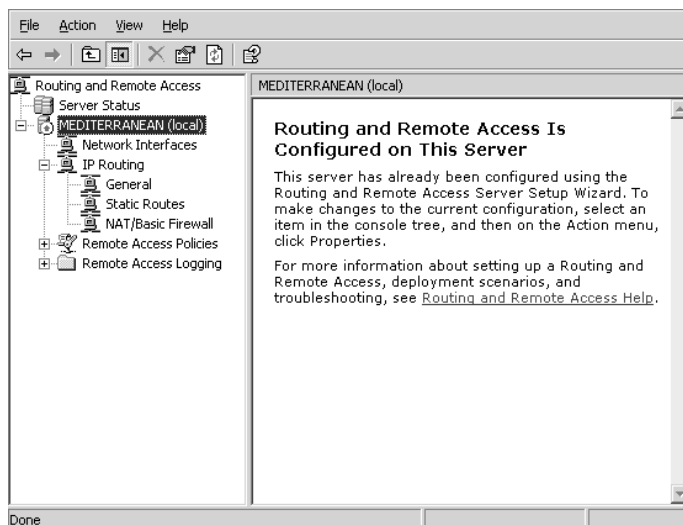 File Action View Help
Routing and Remote Access
Server Status
MEDITERRANEAN (local)
Network Interfaces
IP Routing
General
Static Routes
NAT/Basic Firewall
Remote Access Policies
Remote Access Logging
MEDITERRANEAN (local)
Routing and Remote Access Is
Configured on This Server
This server has already been configured using the
Routing and Remote Access Server Setup Wizard. To
make changes to the current configuration, select an
item in the console tree, and then on the Action menu,
click Properties.
For more information about setting up a Routing and
Remote Access, deployment scenarios, and
troubleshooting, see Routing and Remote Access Help.
Done